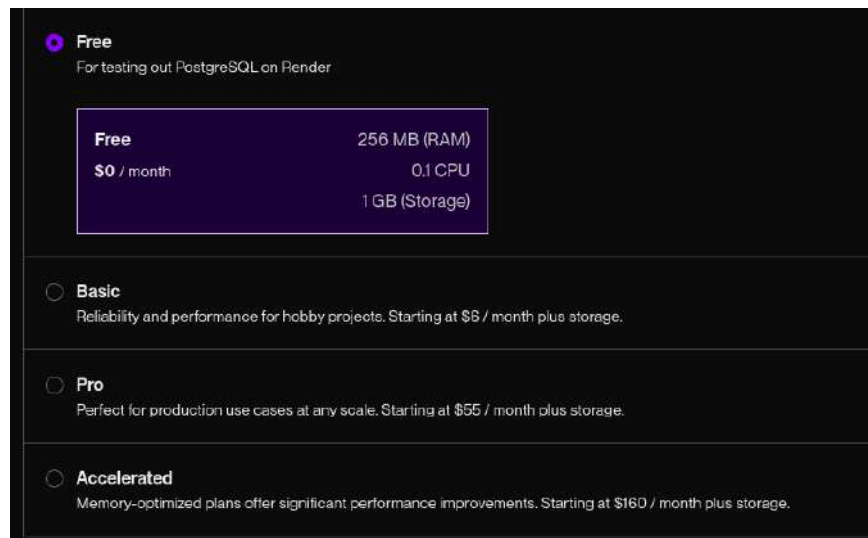 Free
For testing out PostgreSQL on Render
Free
256 MB (RAM)
$0 / month
0.1 CPU
1 GB (Storage)
Basic
Reliability and performance for hobby projects. Starting at $6 / month plus storage.
Pro
Perfect for production use cases at any scale. Starting at $55 / month plus storage.
Accelerated
Memory-optimized plans offer significant performance improvements. Starting at $160 / month plus storage.